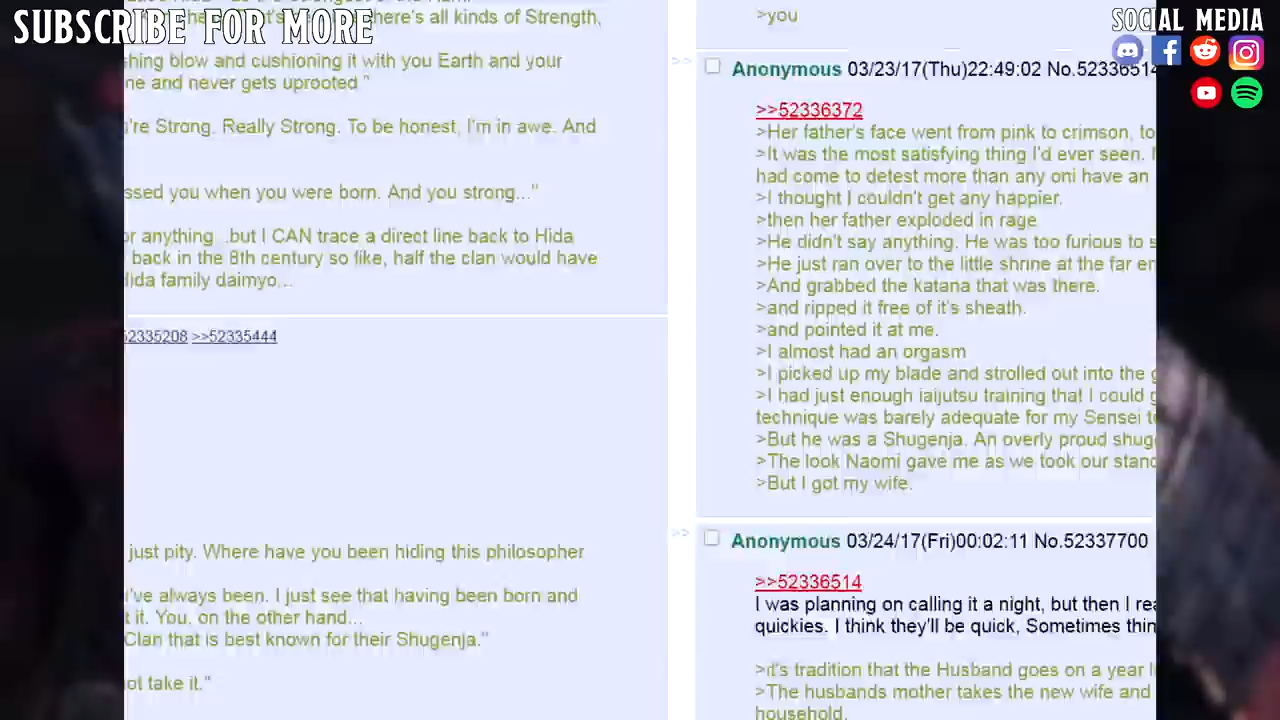 SUBSCRIBE FOR MORE
SOCIAL MEDIA
there's all kinds of Strength,
shing blow and cushioning it with you Earth and your
ne and never gets uprooted"
're Strong. Really Strong. To be honest, I'm in awe. And
ssed you when you were born. And you strong..."
or anything...but I CAN trace a direct line back to Hida
back in the 8th century so like, half the clan would have
Hida family daimyo...
52335208 >>52335444
just pity. Where have you been hiding this philosopher
've always been. I just see that having been born and
t it. You, on the other hand...
Clan that is best known for their Shugenja."
ot take it."
>you
>> Anonymous 03/23/17(Thu)22:49:02 No.52336514
>>52336372
>Her father's face went from pink to crimson, to
>It was the most satisfying thing I'd ever seen.
had come to detest more than any oni have an
>I thought I couldn't get any happier.
>then her father exploded in rage
>He didn't say anything. He was too furious to s
>He just ran over to the little shrine at the far en
>And grabbed the katana that was there.
>and ripped it free of it's sheath.
>and pointed it at me.
>I almost had an orgasm
>I picked up my blade and strolled out into the g
>I had just enough iaijutsu training that I could g
technique was barely adequate for my Sensei t
>But he was a Shugenja. An overly proud shug
>The look Naomi gave me as we took our stanc
>But I got my wife.
>> Anonymous 03/24/17(Fri)00:02:11 No.52337700
>>52336514
I was planning on calling it a night, but then I rea
quickies. I think they'll be quick, Sometimes thin
>it's tradition that the Husband goes on a year l
>The husbands mother takes the new wife and
household.